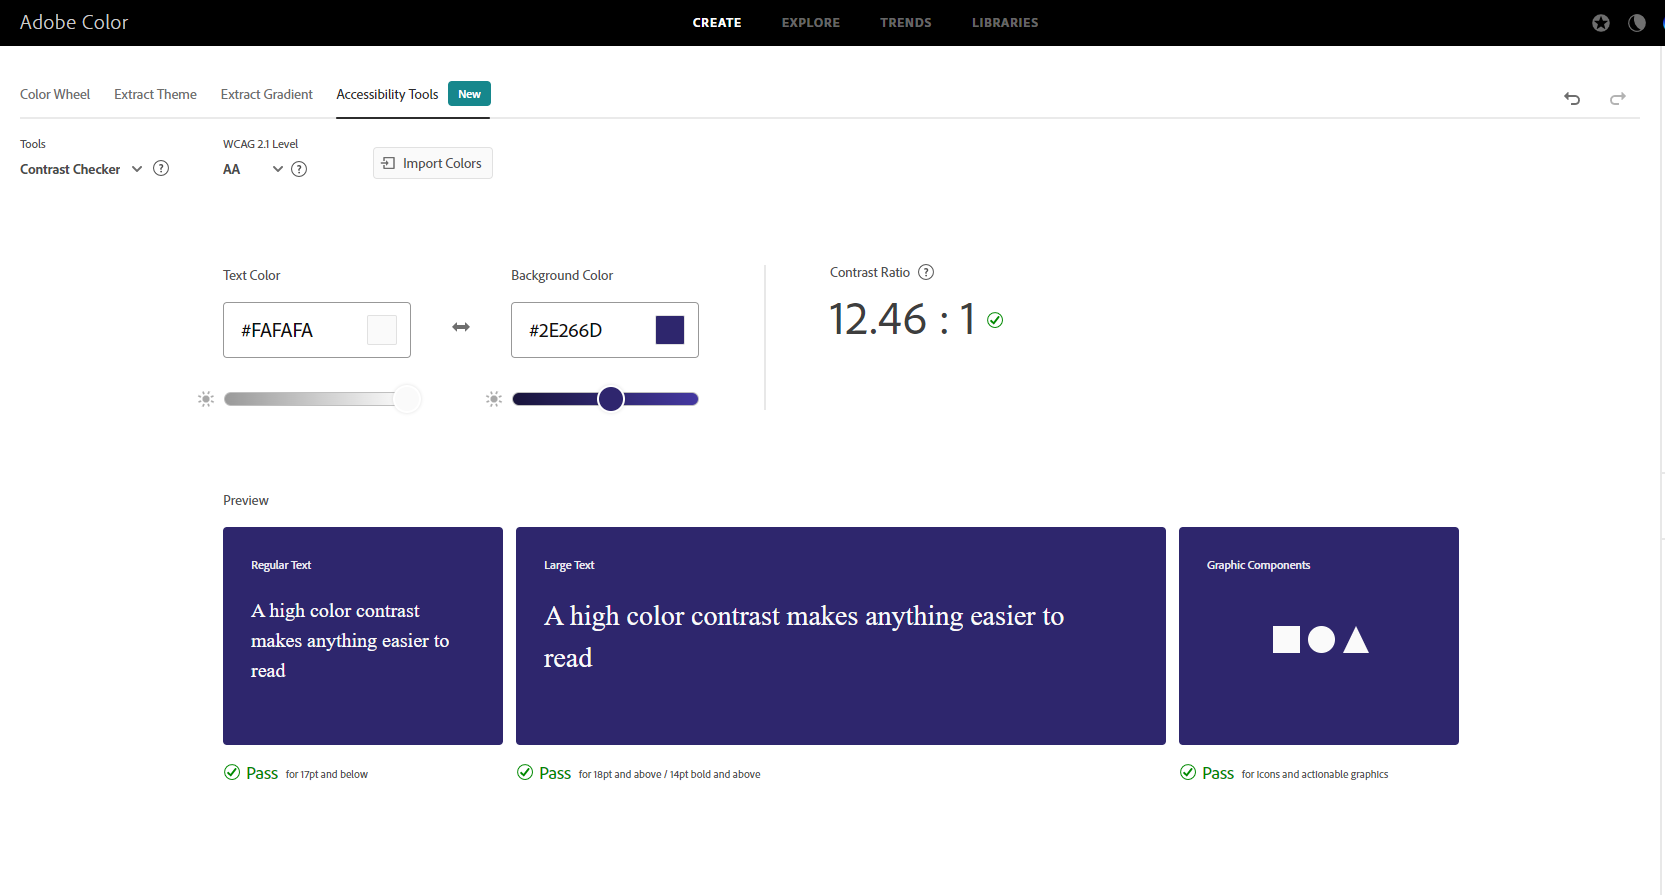 Adobe Color
CREATE EXPLORE TRENDS LIBRARIES
Color Wheel Extract Theme Extract Gradient Accessibility Tools New
Tools
Contrast Checker
WCAG 2.1 Level
AA
Import Colors
Text Color
#FAFAFA
Background Color
#2E266D
Contrast Ratio
12.46 : 1
Preview
Regular Text
A high color contrast
makes anything easier to
read
Pass for 17pt and below
Large Text
A high color contrast makes anything easier to
read
Pass for 18pt and above / 14pt bold and above
Graphic Components
Pass for icons and actionable graphics